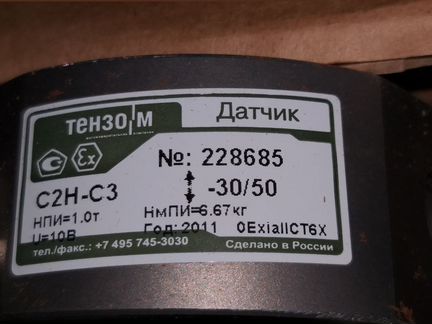 тензо м Датчик
Ex
№: 228685
С2Н-С3 -30/50
НПИ=1.0т НмПИ=6.67кг
U=10В Год: 2011 0ExiaIICT6X
тел./факс.: +7 495 745-3030 Сделано в России